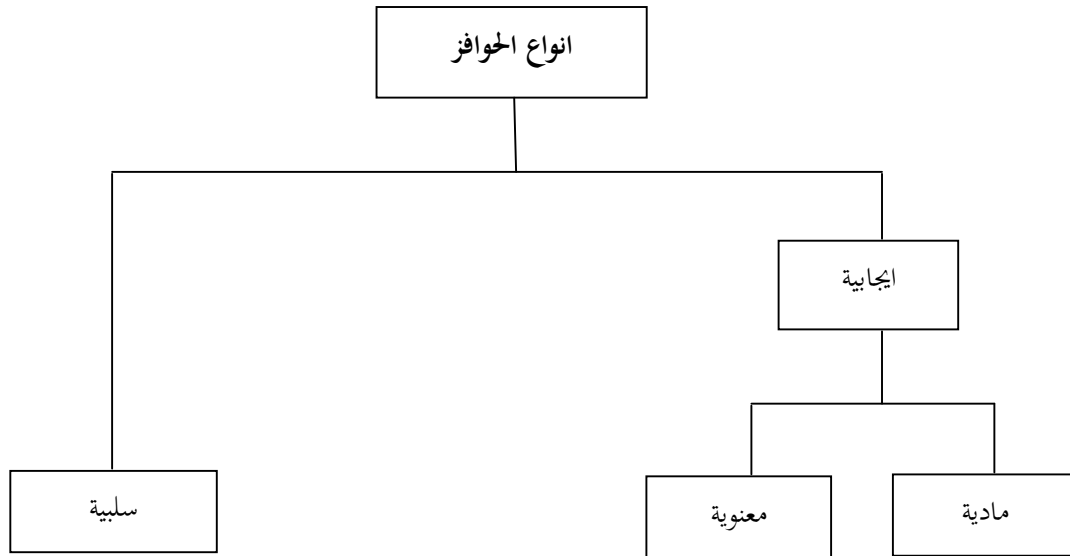 انواع الحوافز
ايجابية
مادية
معنوية
سلبية